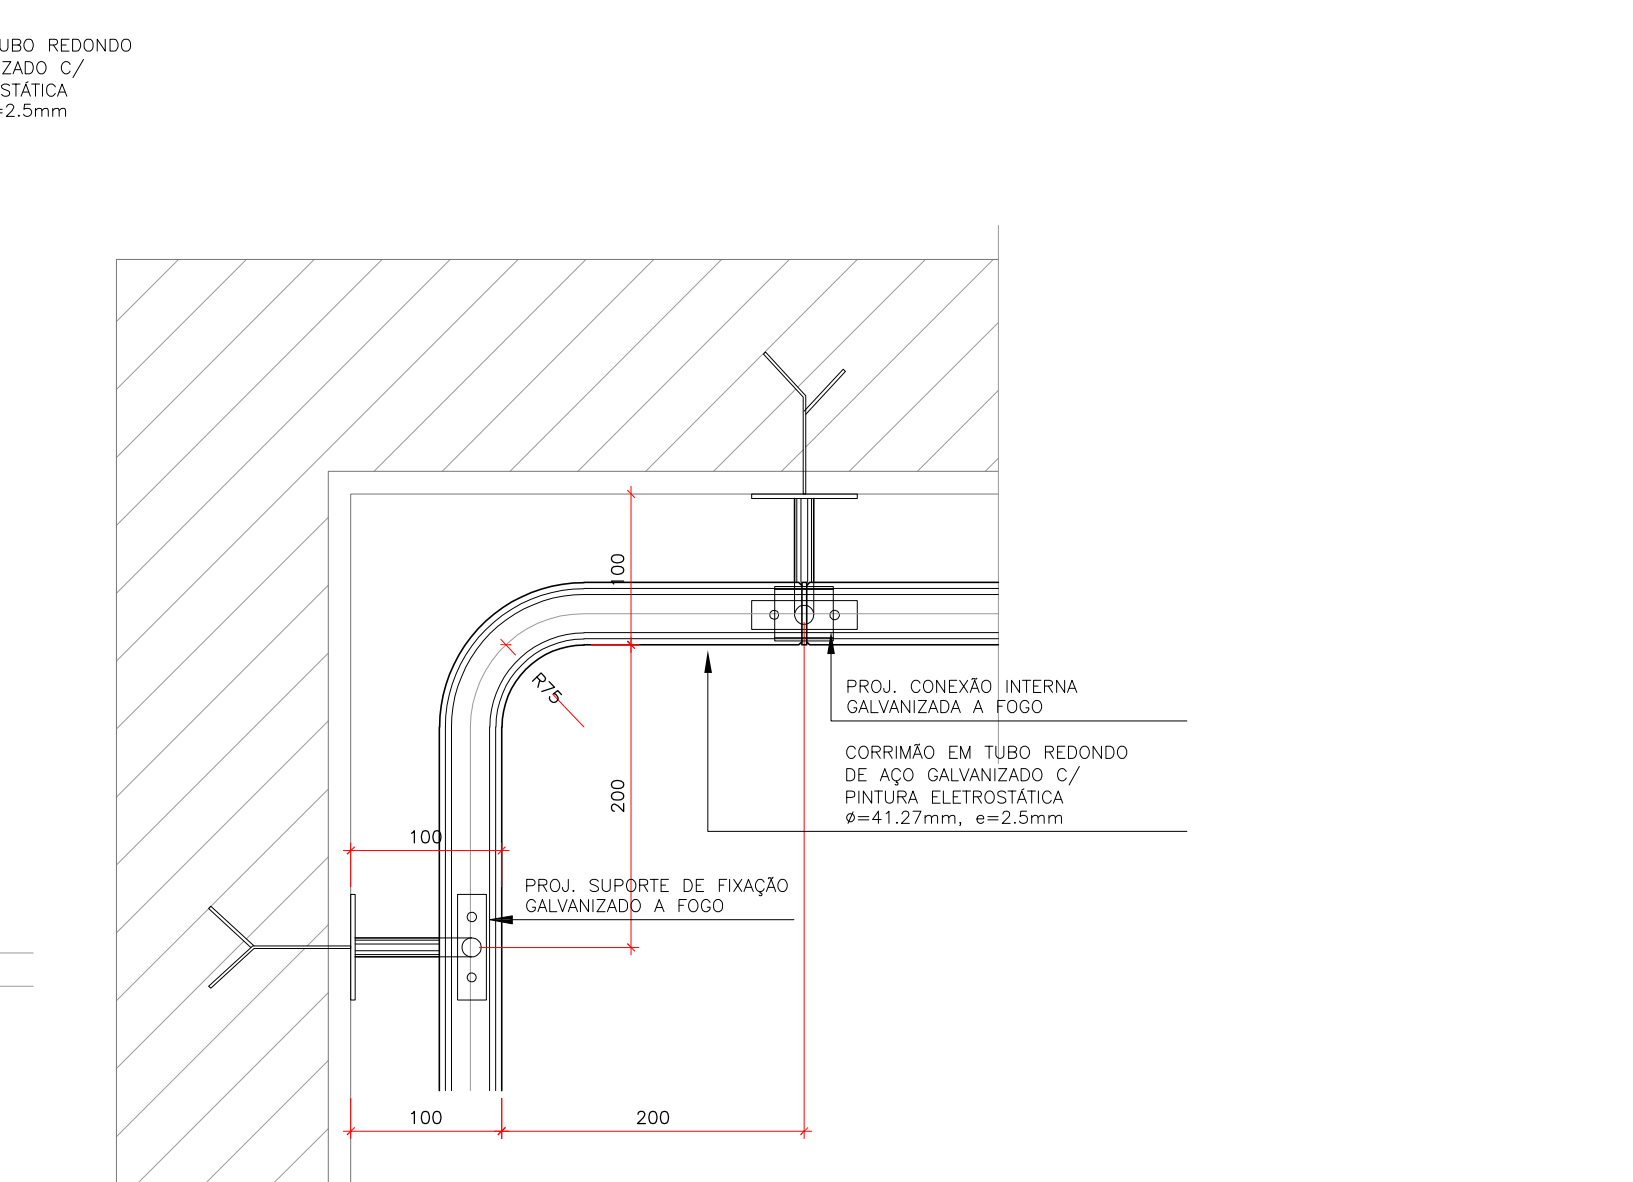 UBO REDONDO
ZADO C/
STÁTICA
=2.5mm
100
R75
PROJ. CONEXÃO INTERNA
GALVANIZADA A FOGO
CORRIMÃO EM TUBO REDONDO
DE AÇO GALVANIZADO C/
PINTURA ELETROSTÁTICA
ø=41.27mm, e=2.5mm
200
100
PROJ. SUPORTE DE FIXAÇÃO
GALVANIZADO A FOGO
100
200